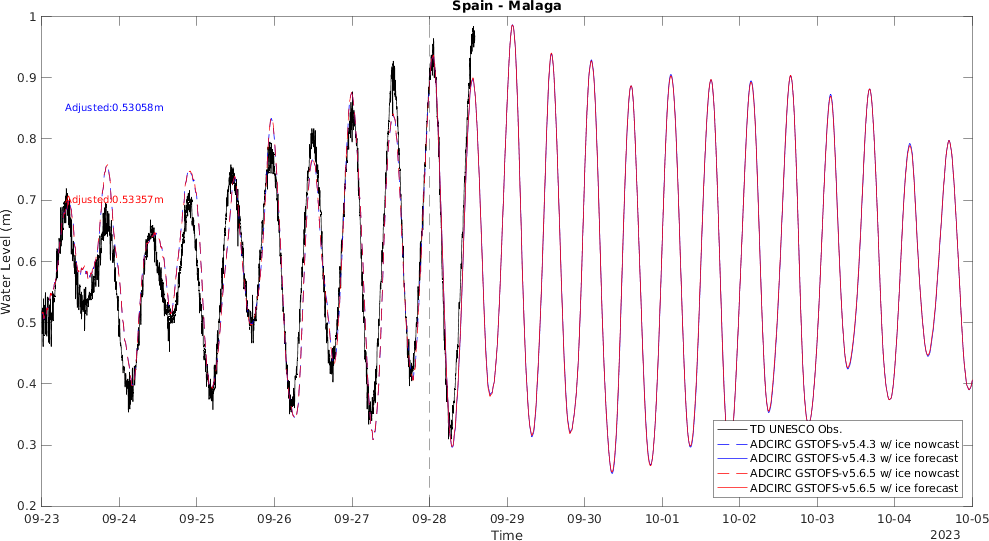 Spain - Malaga
1
0.9
0.8
0.7
0.6
0.5
0.4
0.3
0.2
Water Level (m)
Adjusted:0.53058m
Adjusted:0.53357m
TD UNESCO Obs.
ADCIRC GSTOFS-v5.4.3 w/ ice nowcast
ADCIRC GSTOFS-v5.4.3 w/ ice forecast
ADCIRC GSTOFS-v5.6.5 w/ ice nowcast
ADCIRC GSTOFS-v5.6.5 w/ ice forecast
09-23 09-24 09-25 09-26 09-27 09-28 09-29 09-30 10-01 10-02 10-03 10-04 10-05
Time
2023